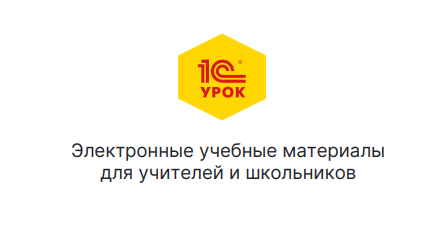 1С®
УРОК
Электронные учебные материалы
для учителей и школьников